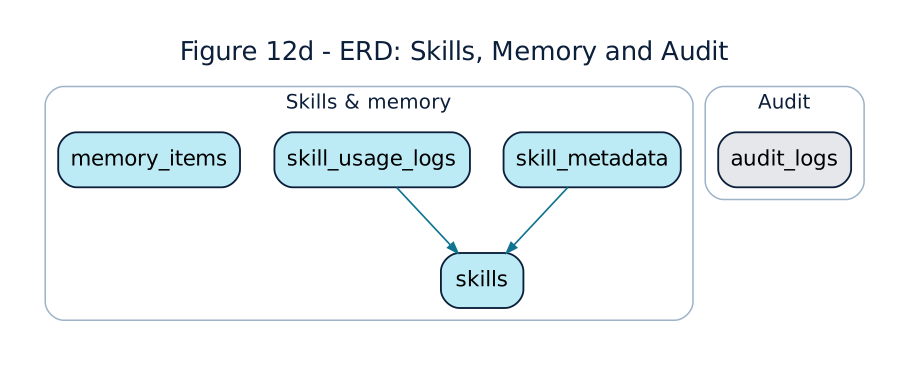 Figure 12d - ERD: Skills, Memory and Audit
Skills & memory
Audit
memory_items
skill_usage_logs
skill_metadata
audit_logs
skills